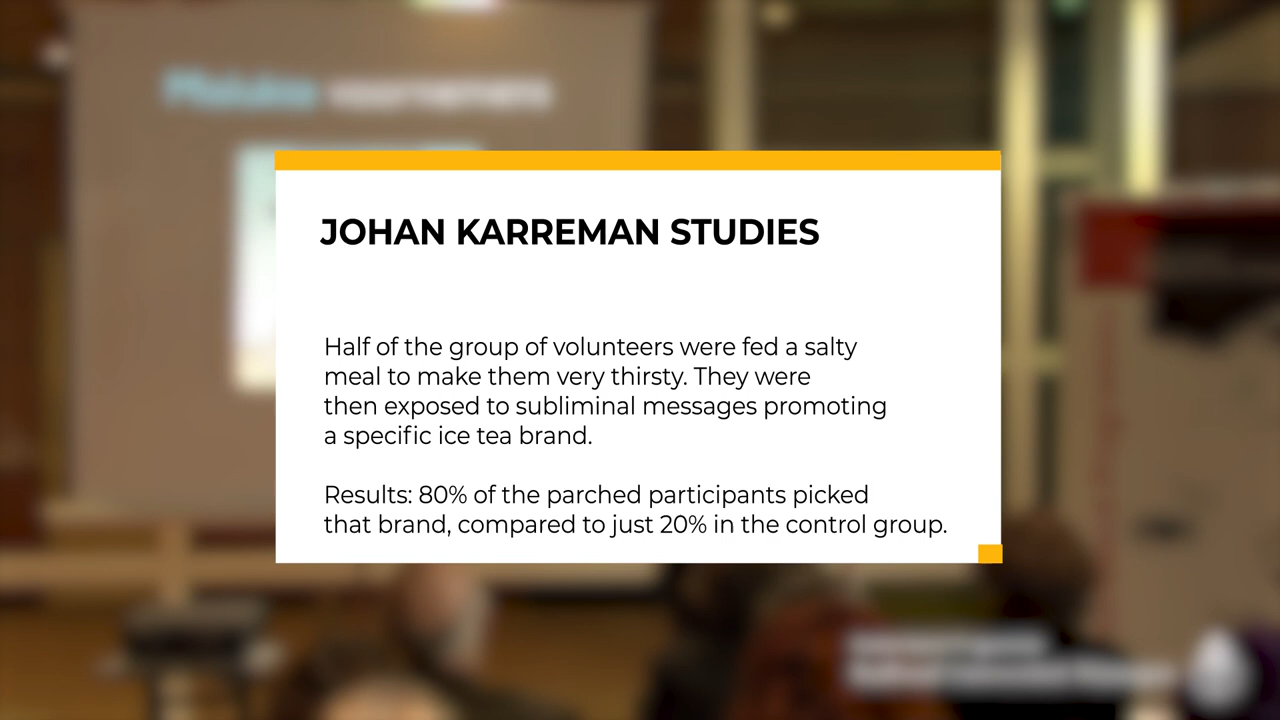 JOHAN KARREMAN STUDIES
Half of the group of volunteers were fed a salty
meal to make them very thirsty. They were
then exposed to subliminal messages promoting
a specific ice tea brand.
Results: 80% of the parched participants picked
that brand, compared to just 20% in the control group.